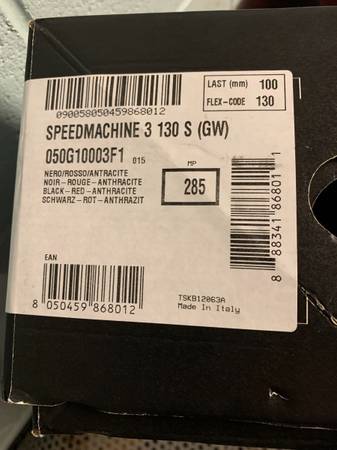 090058050459868012
LAST (mm) 100
FLEX-CODE 130
SPEEDMACHINE 3 130 S (GW)
050G10003F1 015
MP
285
NERO/ROSSO/ANTRACITE
NOIR-ROUGE-ANTHRACITE
BLACK-RED-ANTHRACITE
SCHWARZ-ROT-ANTHRAZIT
EAN
8 050459 868012
TSKB12063A
Made In Italy
8 88341 86801 1